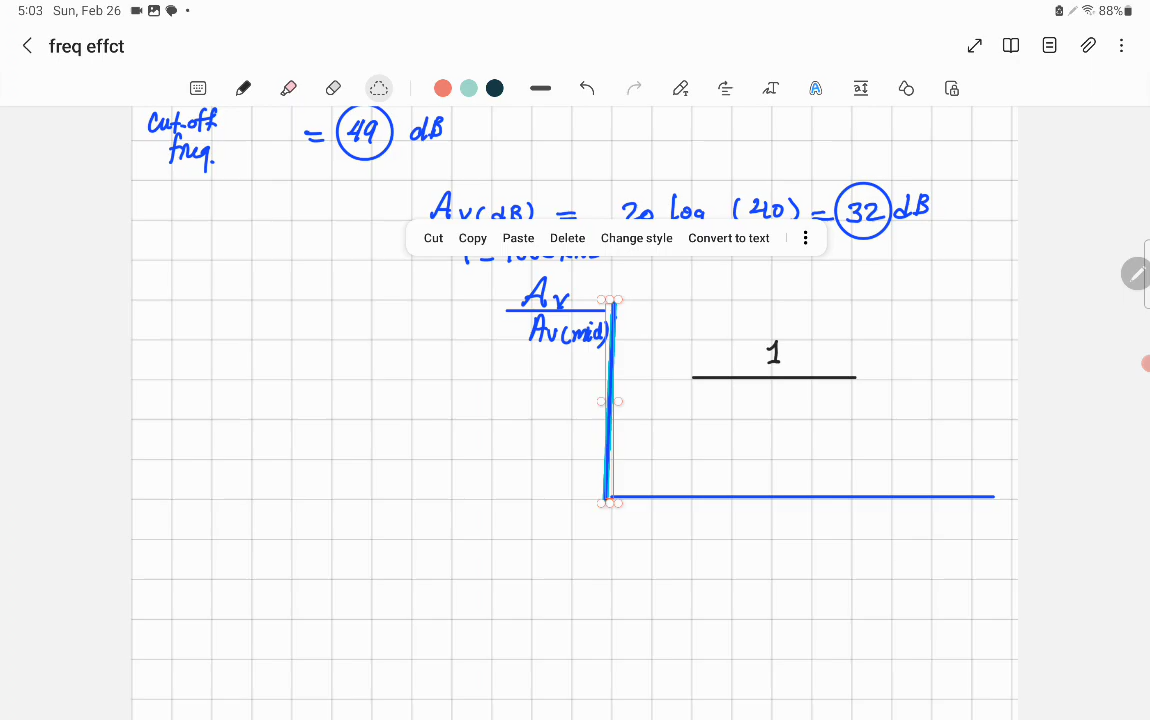 5:03 Sun, Feb 26
88%
freq effct
Cut-off
freq.
= 49 dB
Av(dB) = 20 log (40) = 32 dB
Cut Copy Paste Delete Change style Convert to text
Av
Av(mid)
1